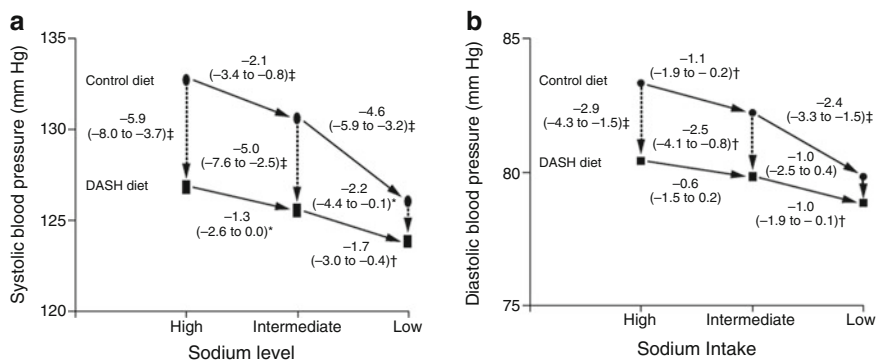 a
Systolic blood pressure (mm Hg)
135
130
125
120
Control diet
DASH diet
–2.1
(–3.4 to –0.8)‡
–5.9
(–8.0 to –3.7)‡
–4.6
(–5.9 to –3.2)‡
–5.0
(–7.6 to –2.5)‡
–2.2
(–4.4 to –0.1)*
–1.3
(–2.6 to 0.0)*
–1.7
(–3.0 to –0.4)†
High
Intermediate
Low
Sodium level
b
Diastolic blood pressure (mm Hg)
85
80
75
Control diet
DASH diet
–1.1
(–1.9 to – 0.2)†
–2.9
(–4.3 to –1.5)‡
–2.4
(–3.3 to –1.5)‡
–2.5
(–4.1 to –0.8)†
–1.0
(–2.5 to 0.4)
–0.6
(–1.5 to 0.2)
–1.0
(–1.9 to – 0.1)†
High
Intermediate
Low
Sodium Intake